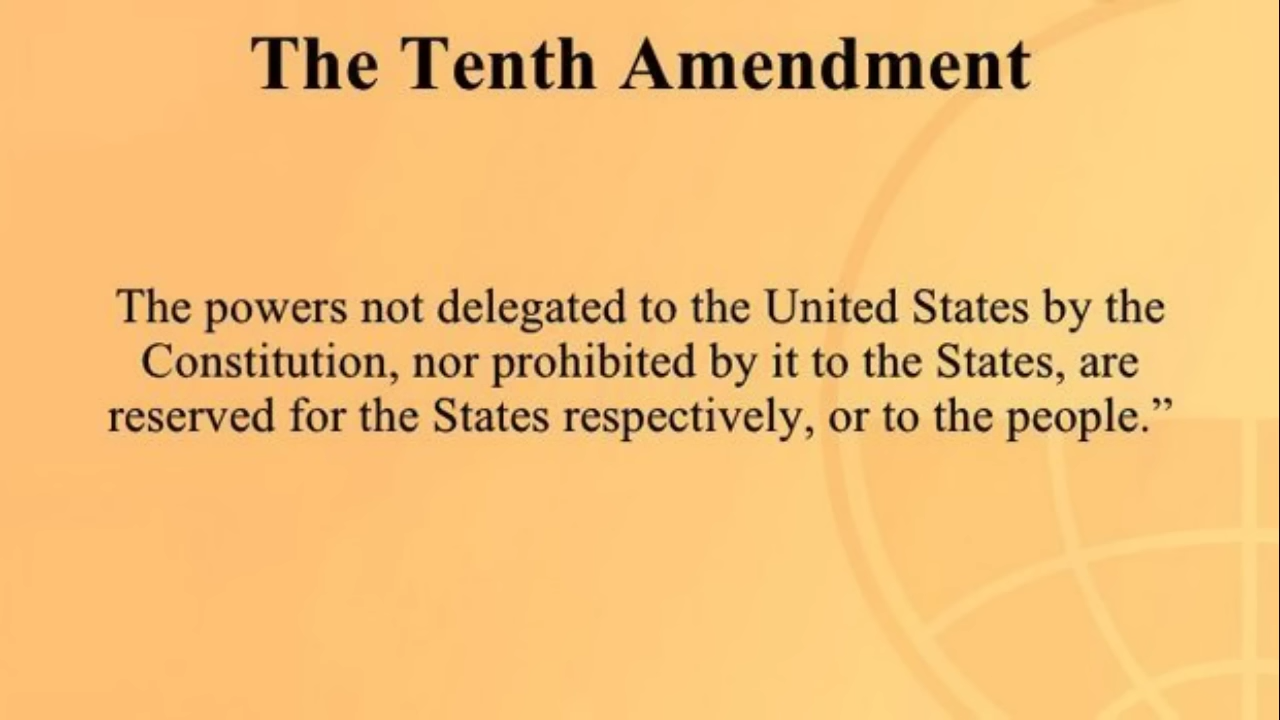 The Tenth Amendment
The powers not delegated to the United States by the
Constitution, nor prohibited by it to the States, are
reserved for the States respectively, or to the people.”